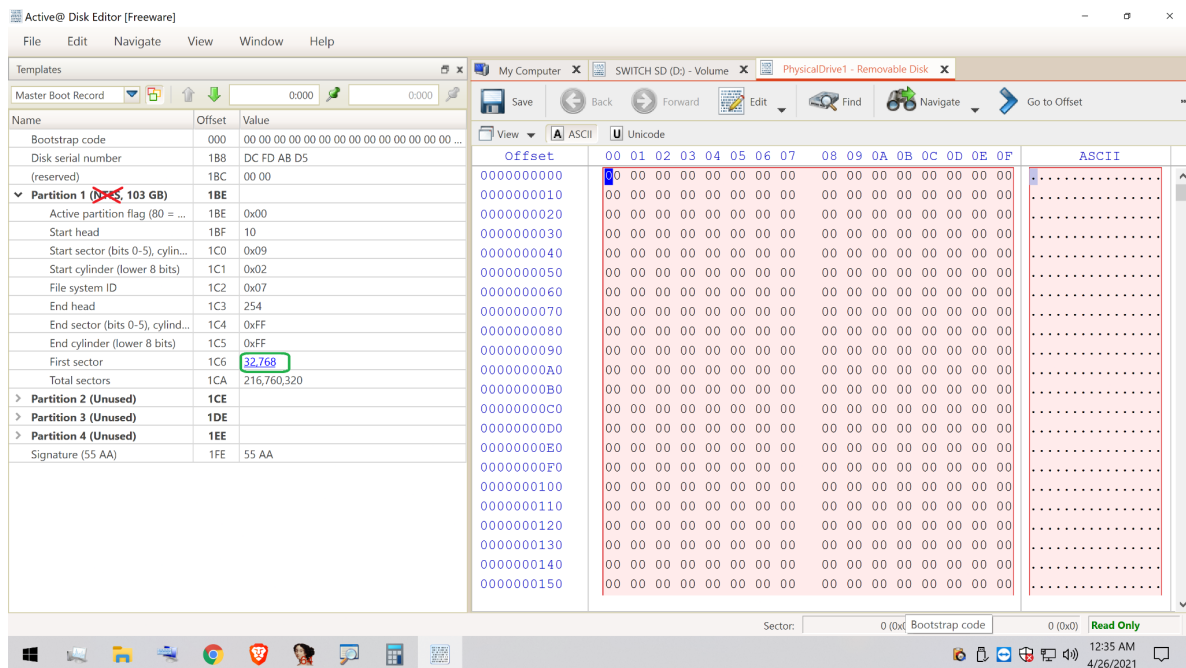 Active@ Disk Editor [Freeware]
File Edit Navigate View Window Help
Templates
My Computer SWITCH SD (D:) - Volume PhysicalDrive1 - Removable Disk
Master Boot Record 0:000 0:000
Save Back Forward Edit Find Navigate Go to Offset
View A ASCII U Unicode
Name Offset Value
Bootstrap code 000 00 00 00 00 00 00 00 00 00 00 00 00 00 00 ...
Disk serial number 1B8 DC FD AB D5
(reserved) 1BC 00 00
Partition 1 (NTFS, 103 GB) 1BE
Active partition flag (80 = ... 1BE 0x00
Start head 1BF 10
Start sector (bits 0-5), cylin... 1C0 0x09
Start cylinder (lower 8 bits) 1C1 0x02
File system ID 1C2 0x07
End head 1C3 254
End sector (bits 0-5), cylind... 1C4 0xFF
End cylinder (lower 8 bits) 1C5 0xFF
First sector 1C6 32,768
Total sectors 1CA 216,760,320
Partition 2 (Unused) 1CE
Partition 3 (Unused) 1DE
Partition 4 (Unused) 1EE
Signature (55 AA) 1FE 55 AA
Offset 00 01 02 03 04 05 06 07 08 09 0A 0B 0C 0D 0E 0F ASCII
0000000000 00 00 00 00 00 00 00 00 00 00 00 00 00 00 00 00 ................
0000000010 00 00 00 00 00 00 00 00 00 00 00 00 00 00 00 00 ................
0000000020 00 00 00 00 00 00 00 00 00 00 00 00 00 00 00 00 ................
0000000030 00 00 00 00 00 00 00 00 00 00 00 00 00 00 00 00 ................
0000000040 00 00 00 00 00 00 00 00 00 00 00 00 00 00 00 00 ................
0000000050 00 00 00 00 00 00 00 00 00 00 00 00 00 00 00 00 ................
0000000060 00 00 00 00 00 00 00 00 00 00 00 00 00 00 00 00 ................
0000000070 00 00 00 00 00 00 00 00 00 00 00 00 00 00 00 00 ................
0000000080 00 00 00 00 00 00 00 00 00 00 00 00 00 00 00 00 ................
0000000090 00 00 00 00 00 00 00 00 00 00 00 00 00 00 00 00 ................
00000000A0 00 00 00 00 00 00 00 00 00 00 00 00 00 00 00 00 ................
00000000B0 00 00 00 00 00 00 00 00 00 00 00 00 00 00 00 00 ................
00000000C0 00 00 00 00 00 00 00 00 00 00 00 00 00 00 00 00 ................
00000000D0 00 00 00 00 00 00 00 00 00 00 00 00 00 00 00 00 ................
00000000E0 00 00 00 00 00 00 00 00 00 00 00 00 00 00 00 00 ................
00000000F0 00 00 00 00 00 00 00 00 00 00 00 00 00 00 00 00 ................
0000000100 00 00 00 00 00 00 00 00 00 00 00 00 00 00 00 00 ................
0000000110 00 00 00 00 00 00 00 00 00 00 00 00 00 00 00 00 ................
0000000120 00 00 00 00 00 00 00 00 00 00 00 00 00 00 00 00 ................
0000000130 00 00 00 00 00 00 00 00 00 00 00 00 00 00 00 00 ................
0000000140 00 00 00 00 00 00 00 00 00 00 00 00 00 00 00 00 ................
0000000150 00 00 00 00 00 00 00 00 00 00 00 00 00 00 00 00 ................
Sector: 0 (0x0 Bootstrap code 0 (0x0) Read Only
12:35 AM
4/26/2021